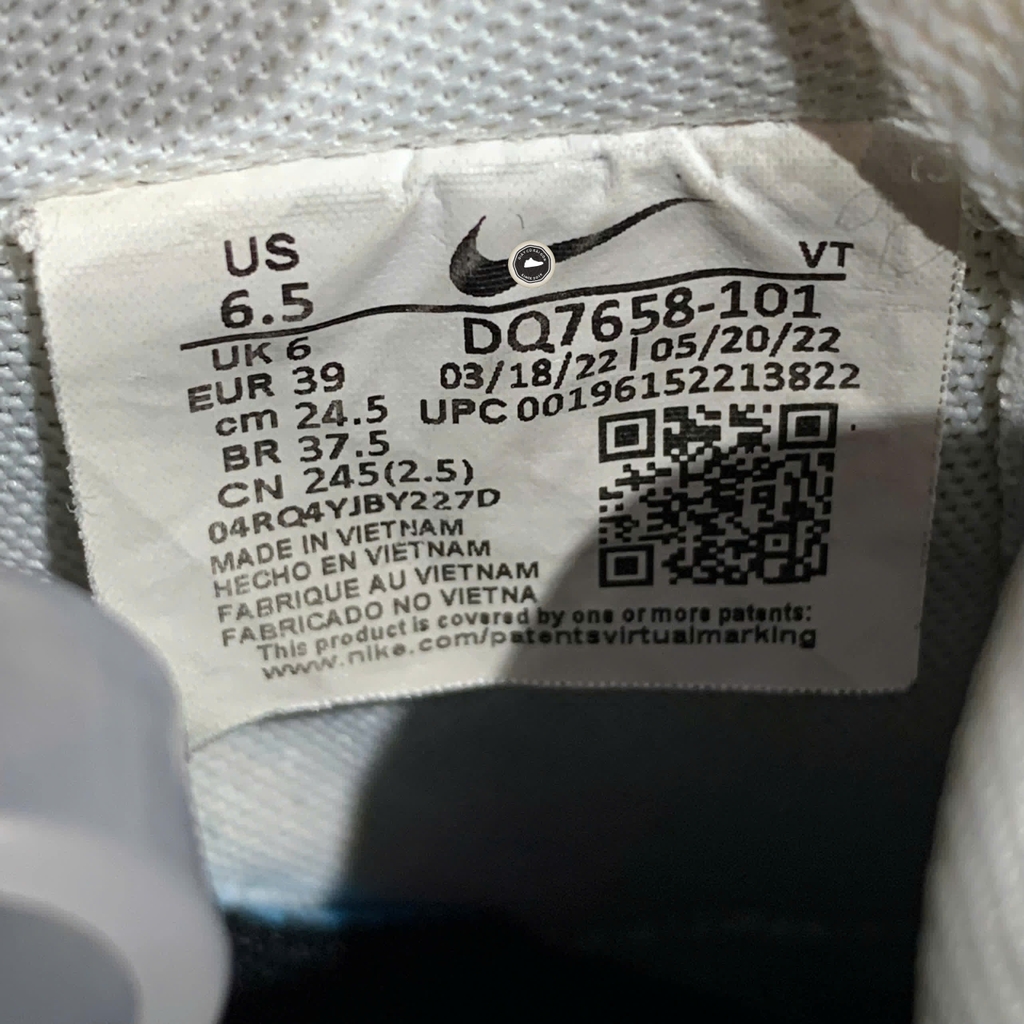 US
6.5
VT
UK 6
EUR 39
cm 24.5
BR 37.5
CN 245(2.5)
04RQ4YJBY227D
DQ7658-101
03/18/22 | 05/20/22
UPC 00196152213822
MADE IN VIETNAM
HECHO EN VIETNAM
FABRIQUE AU VIETNAM
FABRICADO NO VIETNA
This product is covered by one or more patents:
www.nike.com/patentsvirtualmarking